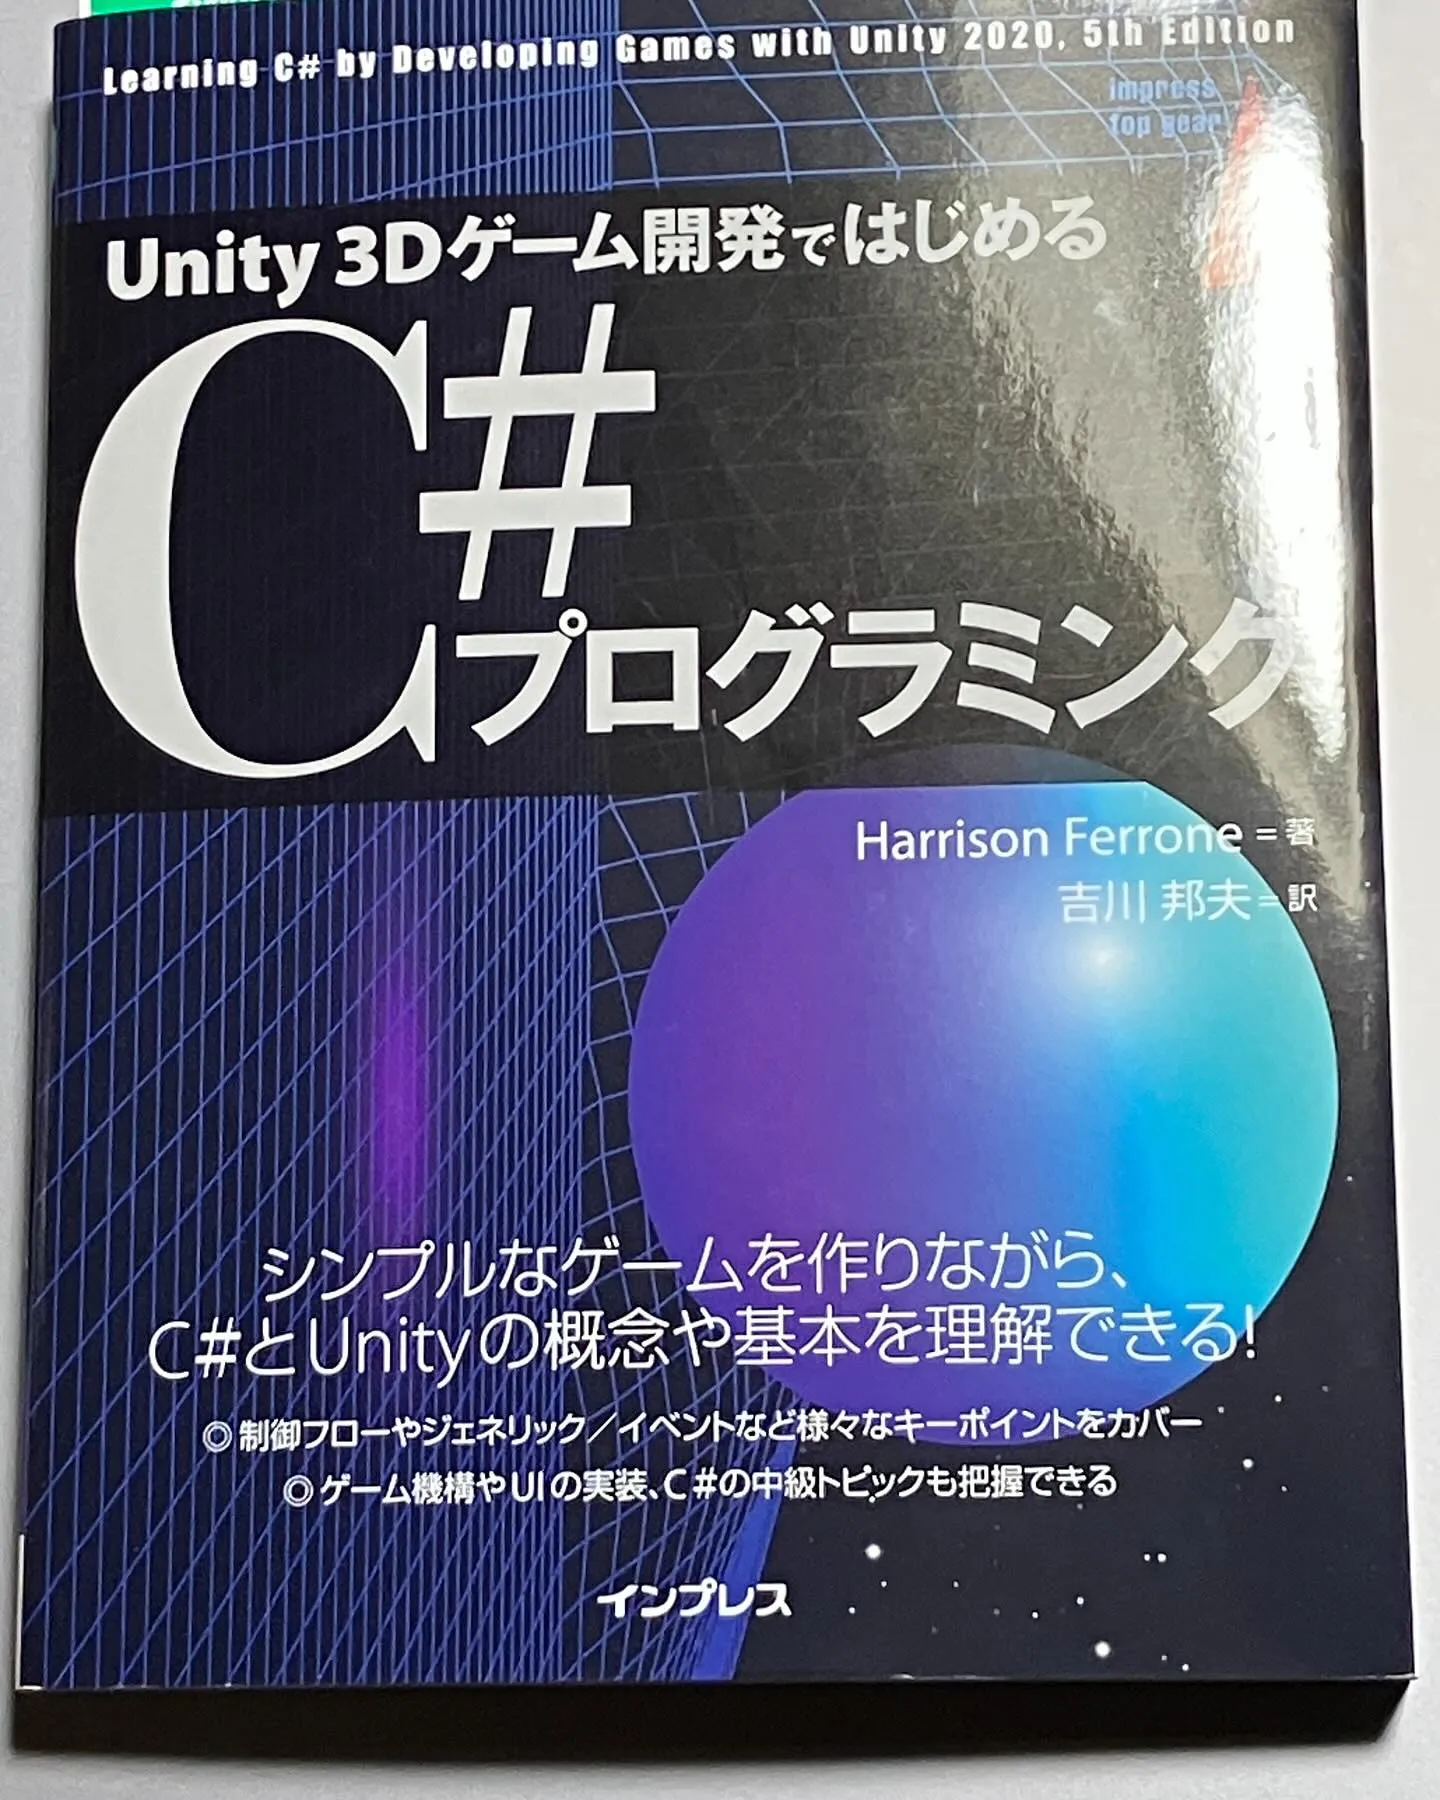 Learning C# by Developing Games with Unity 2020, 5th Edition
impress
top gear
Unity 3Dゲーム開発ではじめる
C#
プログラミング
Harrison Ferrone=著
吉川 邦夫=訳
シンプルなゲームを作りながら、
C#とUnityの概念や基本を理解できる!
◎制御フローやジェネリック／イベントなど様々なキーポイントをカバー
◎ゲーム機構やUIの実装、C#の中級トピックも把握できる
インプレス